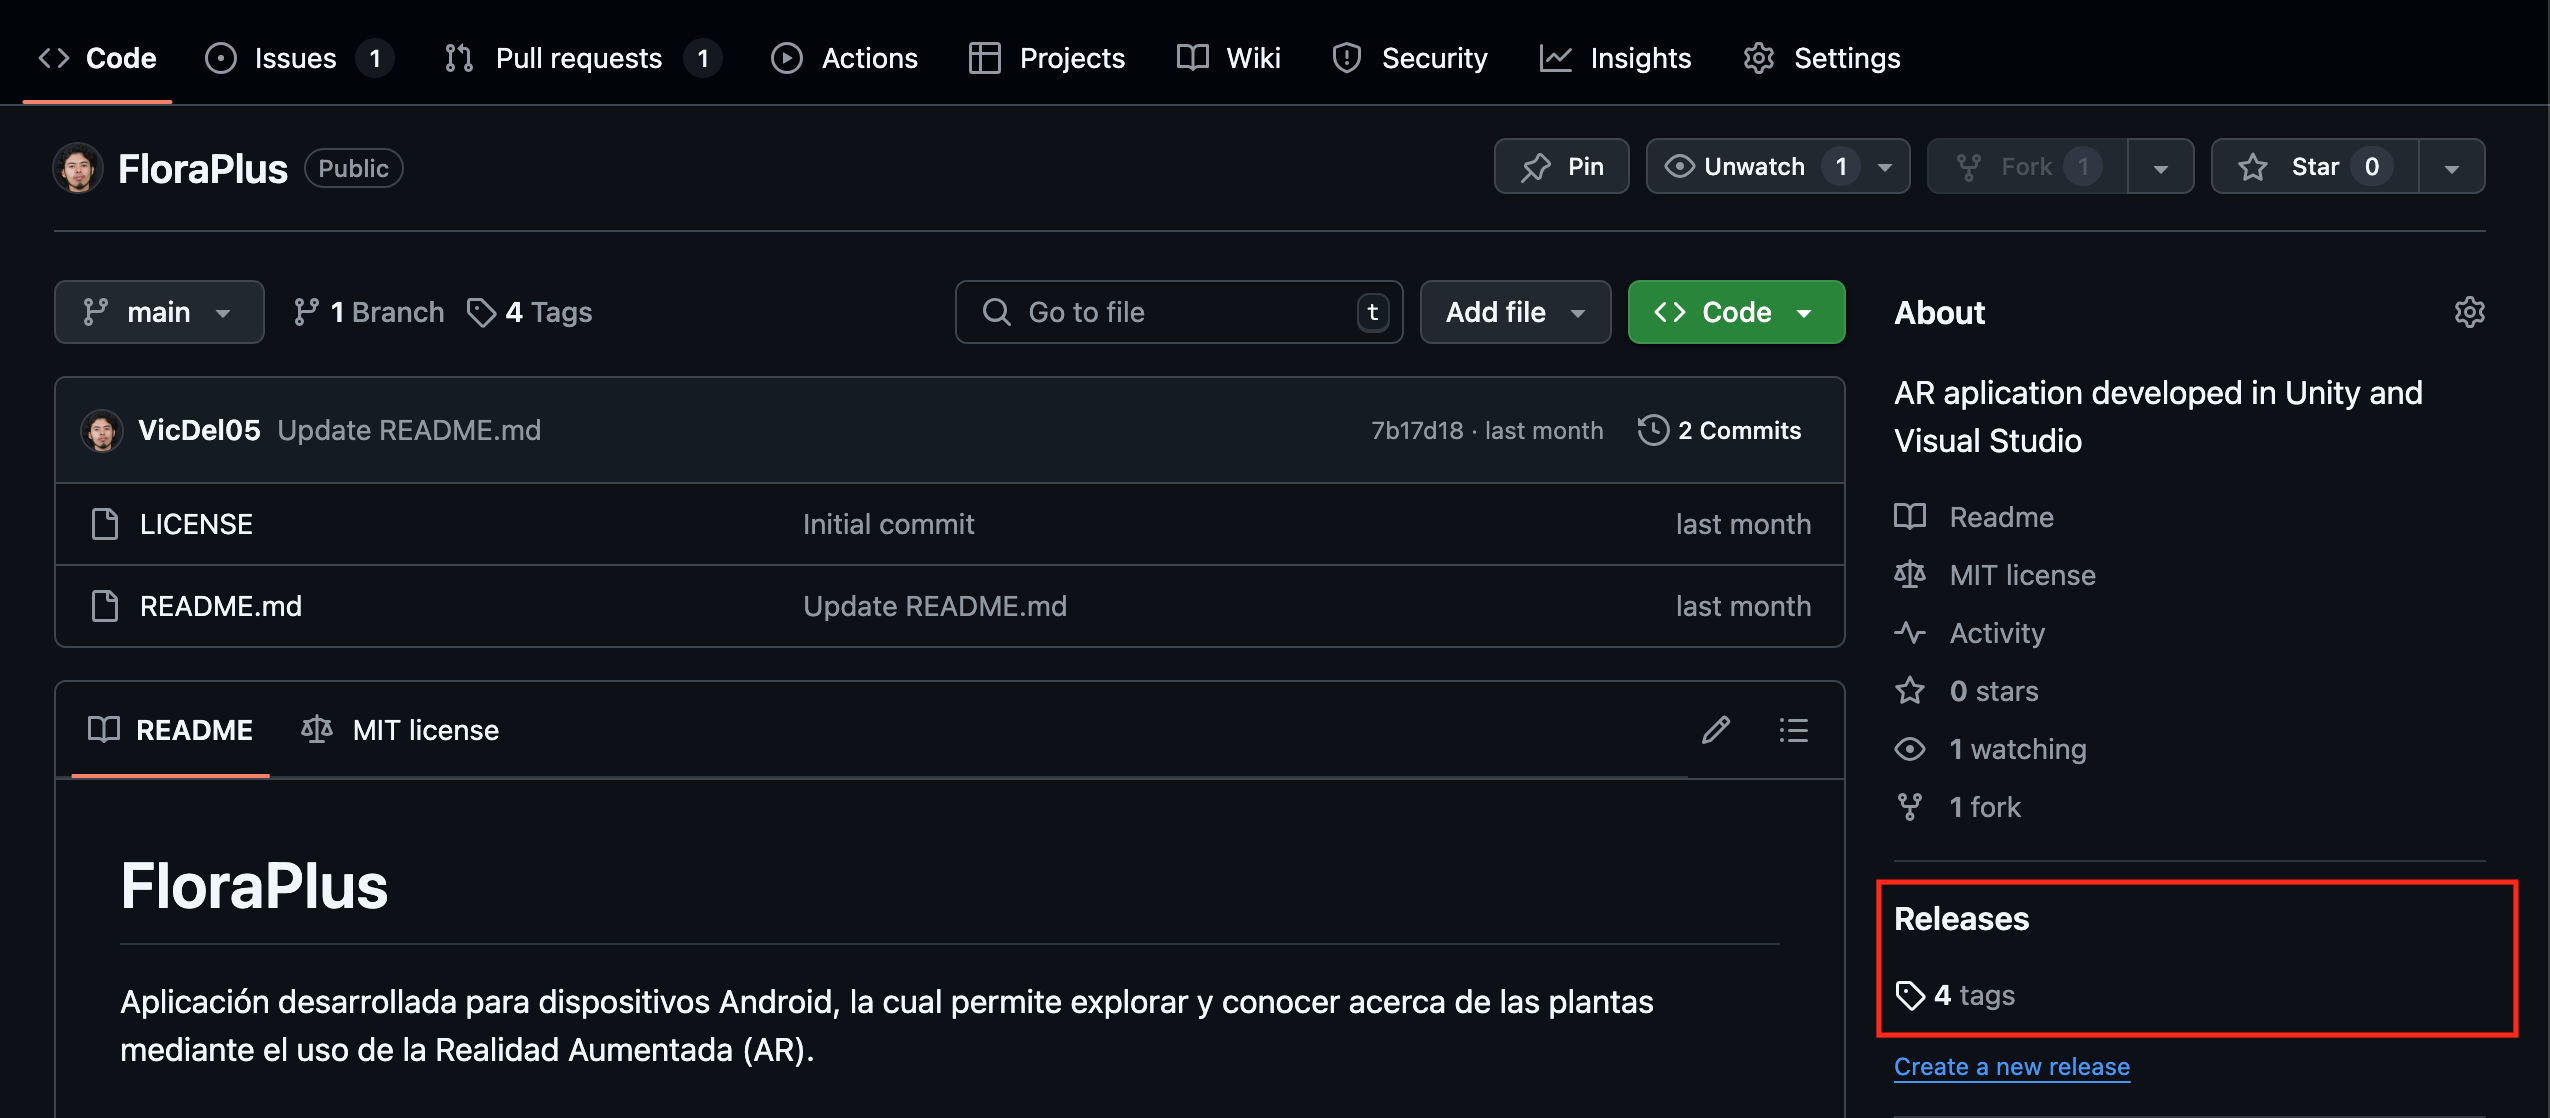 Code Issues 1 Pull requests 1 Actions Projects Wiki Security Insights Settings
FloraPlus Public
Pin Unwatch 1 Fork 1 Star 0
main 1 Branch 4 Tags Go to file t Add file Code
VicDel05 Update README.md 7b17d18 · last month 2 Commits
LICENSE Initial commit last month
README.md Update README.md last month
README MIT license
FloraPlus
Aplicación desarrollada para dispositivos Android, la cual permite explorar y conocer acerca de las plantas
mediante el uso de la Realidad Aumentada (AR).
About
AR aplication developed in Unity and
Visual Studio
Readme
MIT license
Activity
0 stars
1 watching
1 fork
Releases
4 tags
Create a new release